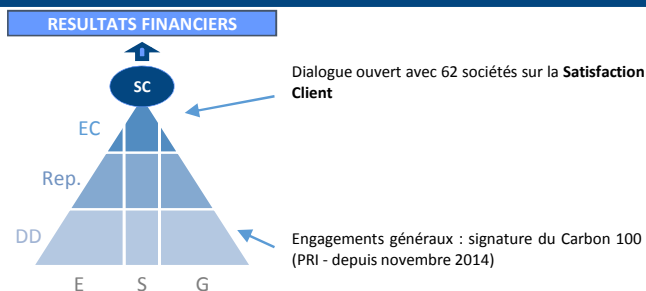 RESULTATS FINANCIERS
SC
Dialogue ouvert avec 62 sociétés sur la Satisfaction
Client
EC
Rep.
DD
Engagements généraux : signature du Carbon 100
(PRI - depuis novembre 2014)
E S G